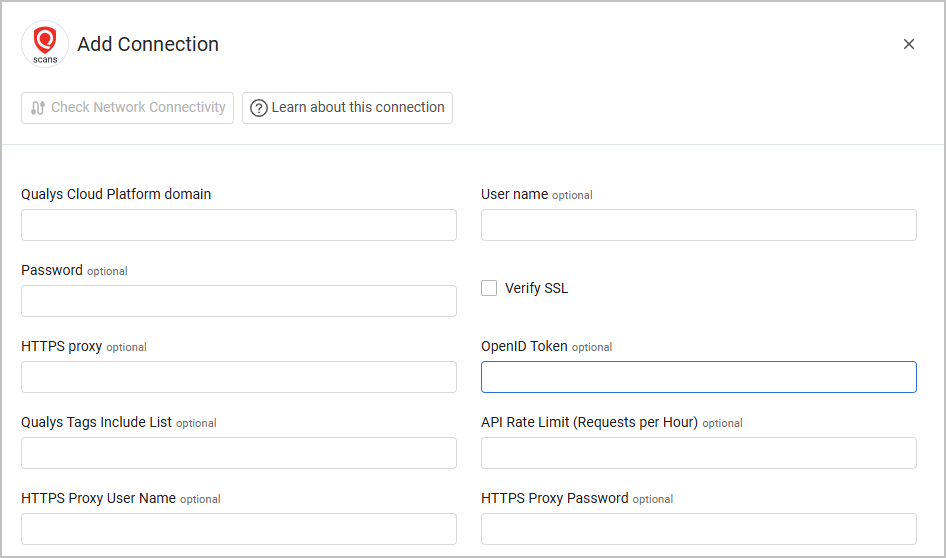 scans
Add Connection
Check Network Connectivity
? Learn about this connection
Qualys Cloud Platform domain
User name optional
Password optional
Verify SSL
HTTPS proxy optional
OpenID Token optional
Qualys Tags Include List optional
API Rate Limit (Requests per Hour) optional
HTTPS Proxy User Name optional
HTTPS Proxy Password optional